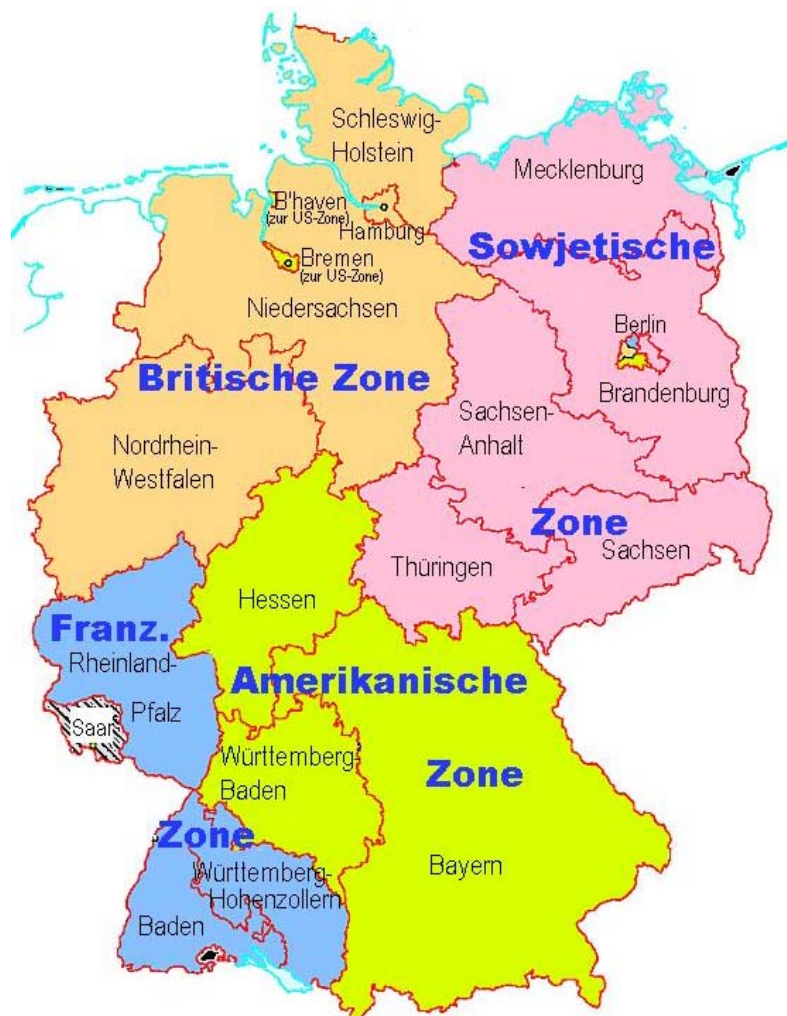 Schleswig-
Holstein
Mecklenburg
B'haven
(zur US-Zone)
Hamburg
Sowjetische
Bremen
(zur US-Zone)
Niedersachsen
Berlin
Britische Zone
Brandenburg
Sachsen-
Anhalt
Nordrhein-
Westfalen
Zone
Sachsen
Thüringen
Hessen
Franz.
Rheinland-
Pfalz
Amerikanische
Saar
Württemberg-
Baden
Zone
Zone
Württemberg-
Hohenzollern
Bayern
Baden